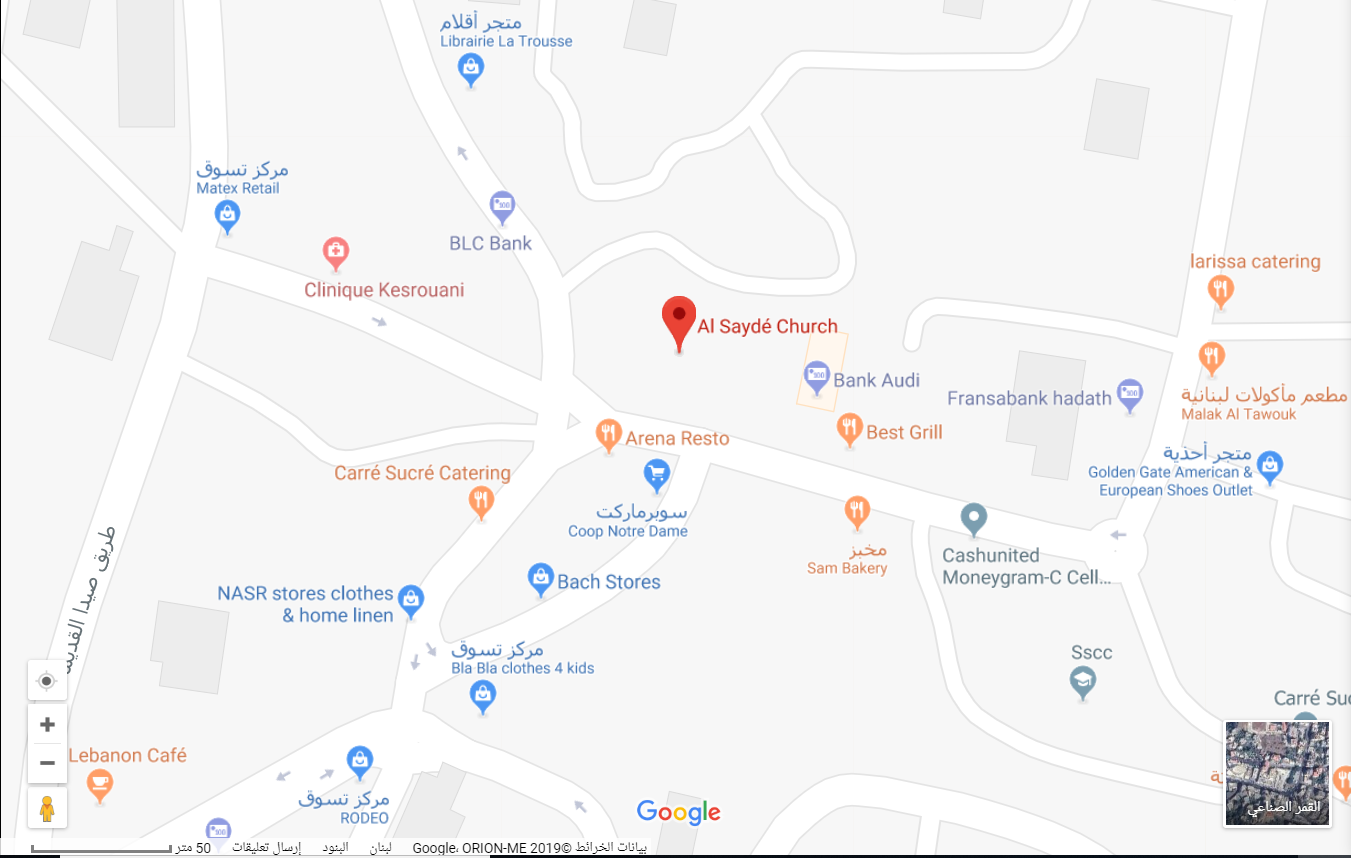 متجر أقلام
Librairie La Trousse
مركز تسوق
Matex Retail
BLC Bank
Clinique Kesrouani
larissa catering
Al Saydé Church
Bank Audi
Fransabank hadath
مطعم مأكولات لبنانية
Malak Al Tawouk
Best Grill
Arena Resto
متجر أحذية
Golden Gate American &
European Shoes Outlet
Carré Sucré Catering
سوبرماركت
Coop Notre Dame
مخبز
Sam Bakery
Cashunited
Moneygram-C Cell...
طريق صيدا القديمة
Bach Stores
NASR stores clothes
& home linen
مركز تسوق
Bla Bla clothes 4 kids
Sscc
Carré Suc
Lebanon Café
مركز تسوق
RODEO
القمر الصناعي
Google
بيانات الخرائط ©2019 Google، ORION-ME
لبنان
البنود
إرسال تعليقات
50 متر